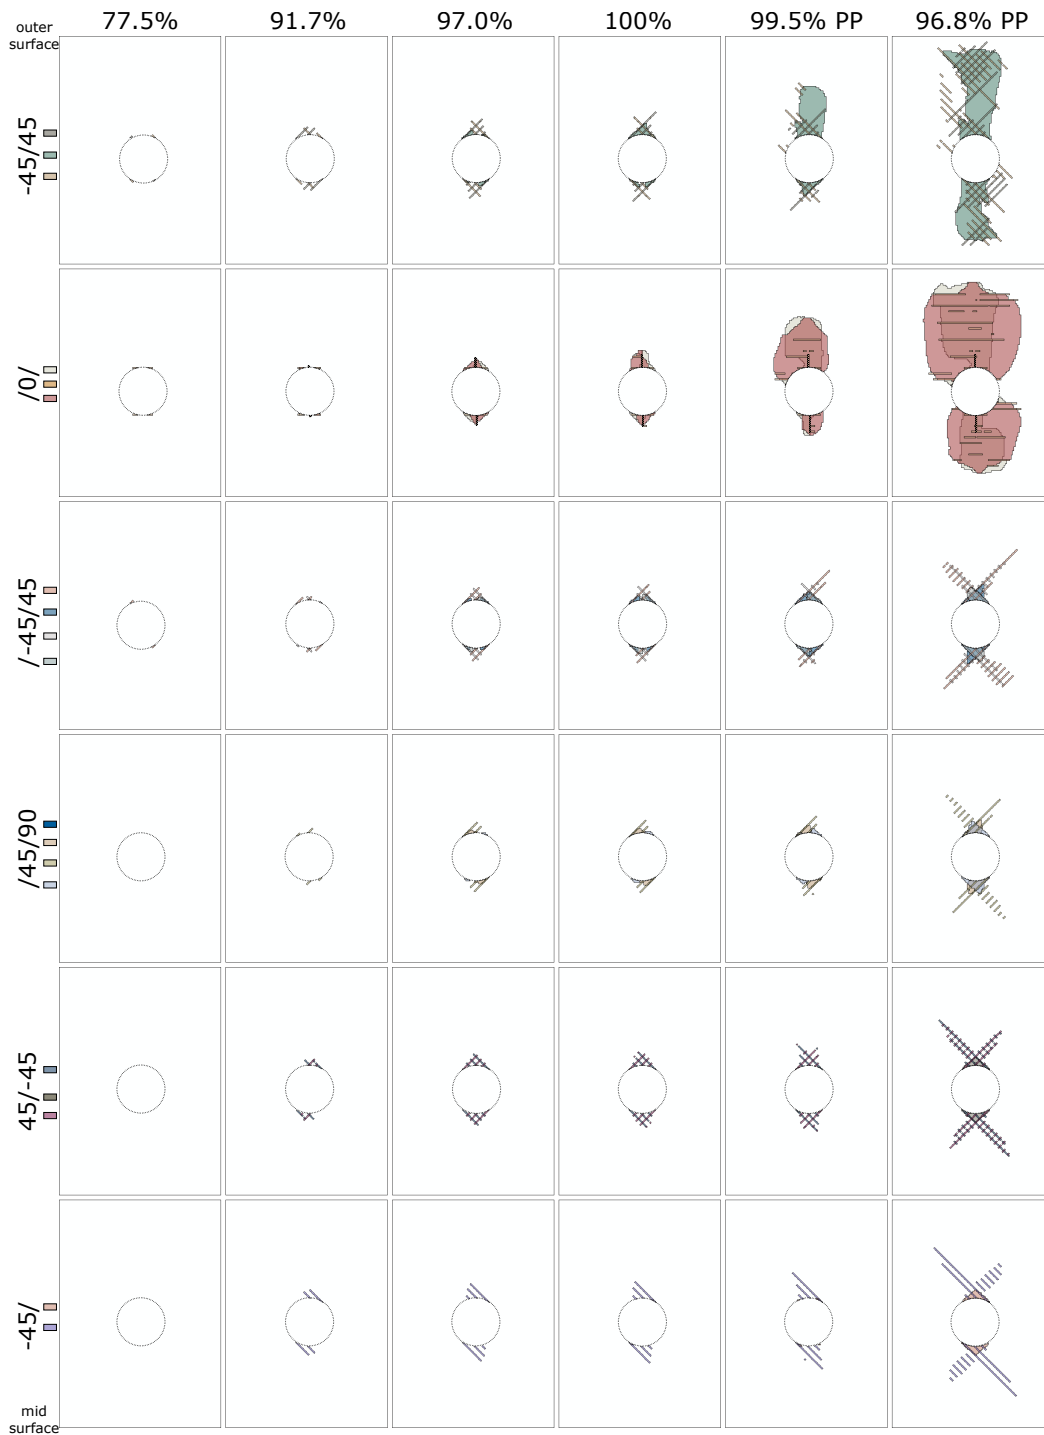 77.5% 91.7% 97.0% 100% 99.5% PP 96.8% PP
outer
surface
-45/45
/0/
/-45/45
/45/90
45/-45
-45/
mid
surface